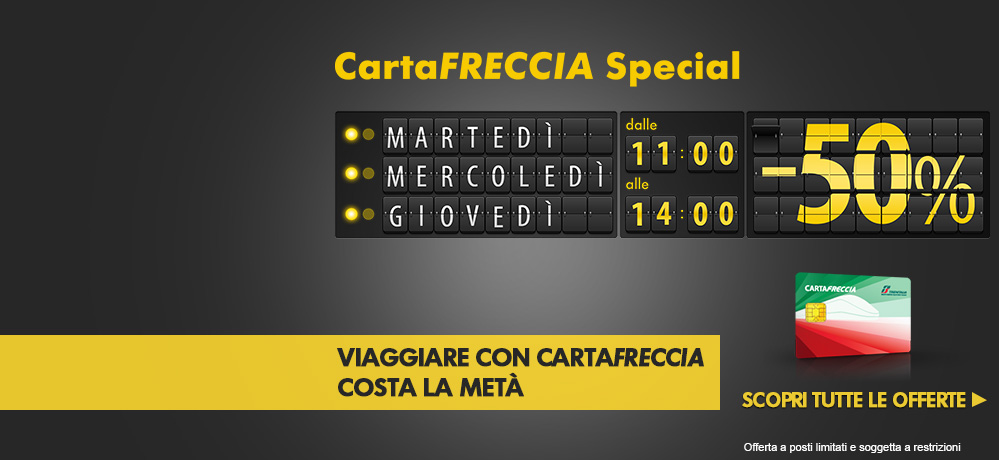 CartaFRECCIA Special
MARTEDÌ
MERCOLEDÌ
GIOVEDÌ
dalle
11:00
alle
14:00
-50%
CARTAFRECCIA
VIAGGIARE CON CARTAFRECCIA
COSTA LA METÀ
SCOPRI TUTTE LE OFFERTE
Offerta a posti limitati e soggetta a restrizioni